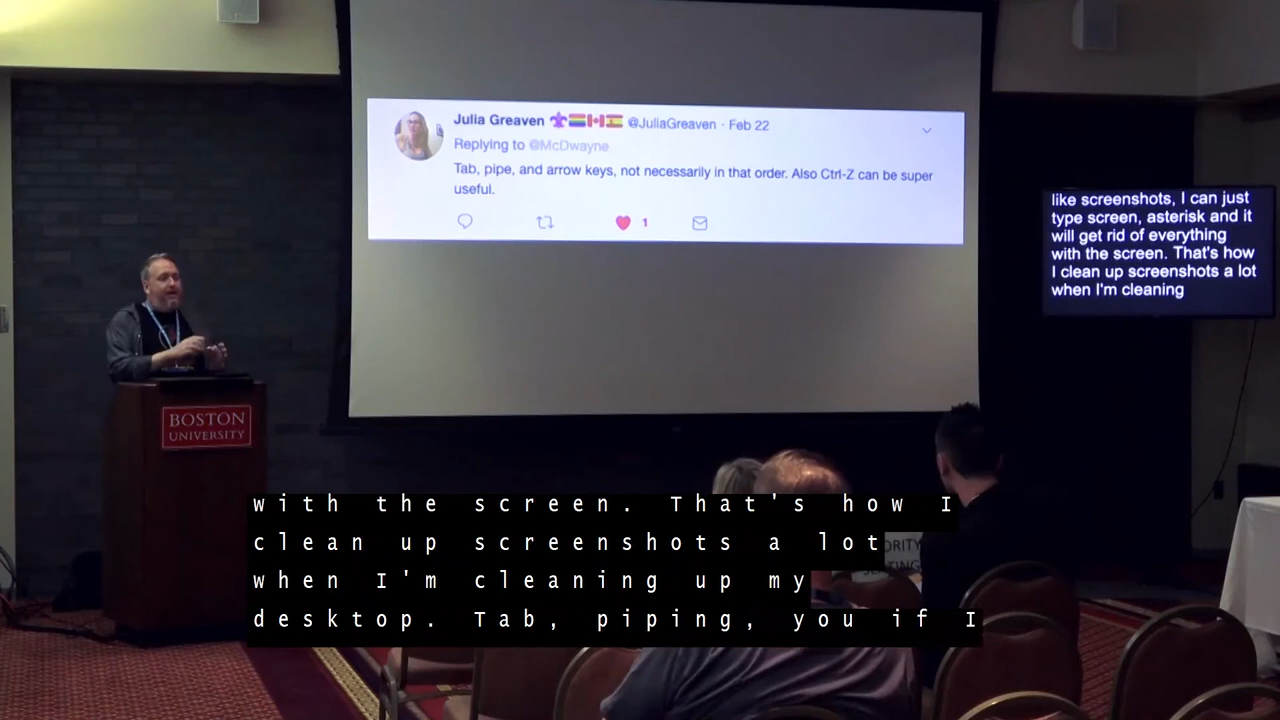 Julia Greaven @JuliaGreaven · Feb 22
Replying to @McDwayne
Tab, pipe, and arrow keys, not necessarily in that order. Also Ctrl-Z can be super
useful.
1
like screenshots, I can just
type screen, asterisk and it
will get rid of everything
with the screen. That's how
I clean up screenshots a lot
when I'm cleaning
BOSTON
UNIVERSITY
with the screen. That's how I
clean up screenshots a lot
when I'm cleaning up my
desktop. Tab, piping, you if I